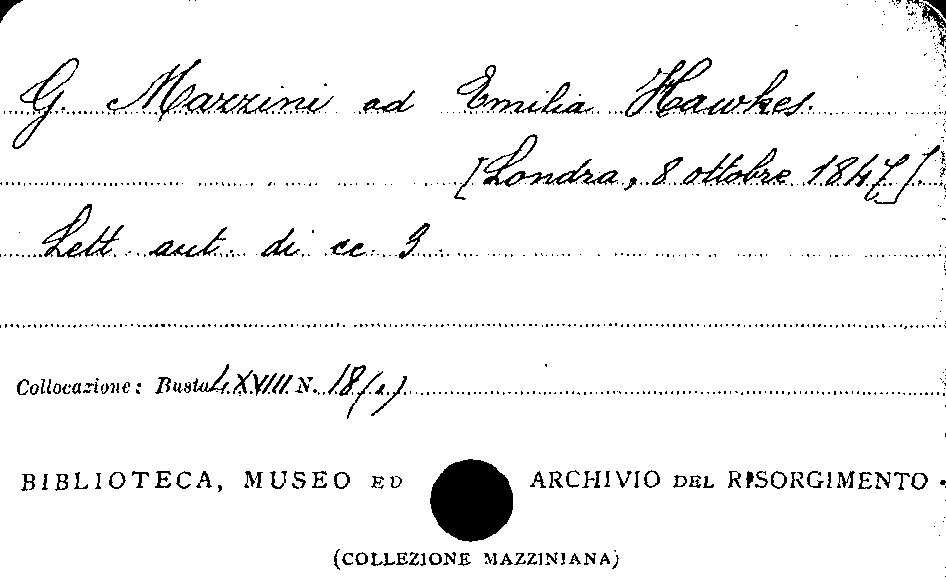 G. Mazzini ad Emilia Hawkes.
[Londra, 8 ottobre 1847].
Lett. aut. di cc. 3.
Collocazione: Busta LXVIII N. 18(1)
BIBLIOTECA, MUSEO ED ARCHIVIO DEL RISORGIMENTO
(COLLEZIONE MAZZINIANA)